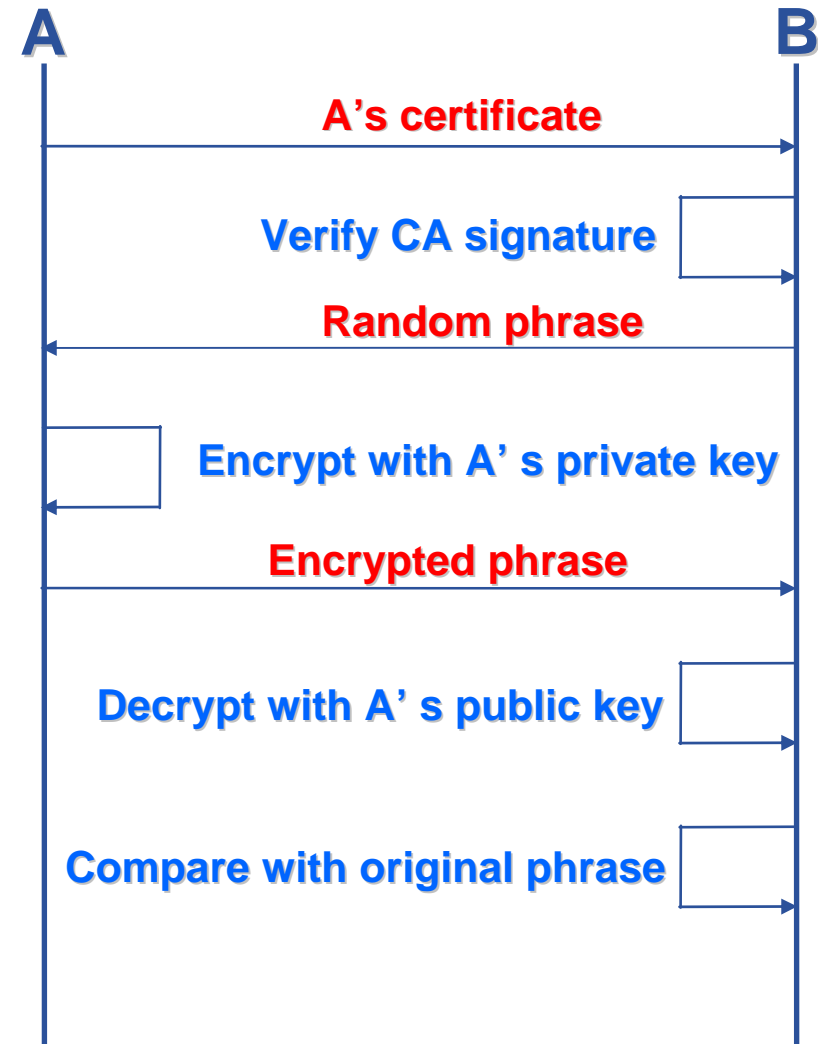 A B
A’s certificate
Verify CA signature
Random phrase
Encrypt with A’ s private key
Encrypted phrase
Decrypt with A’ s public key
Compare with original phrase